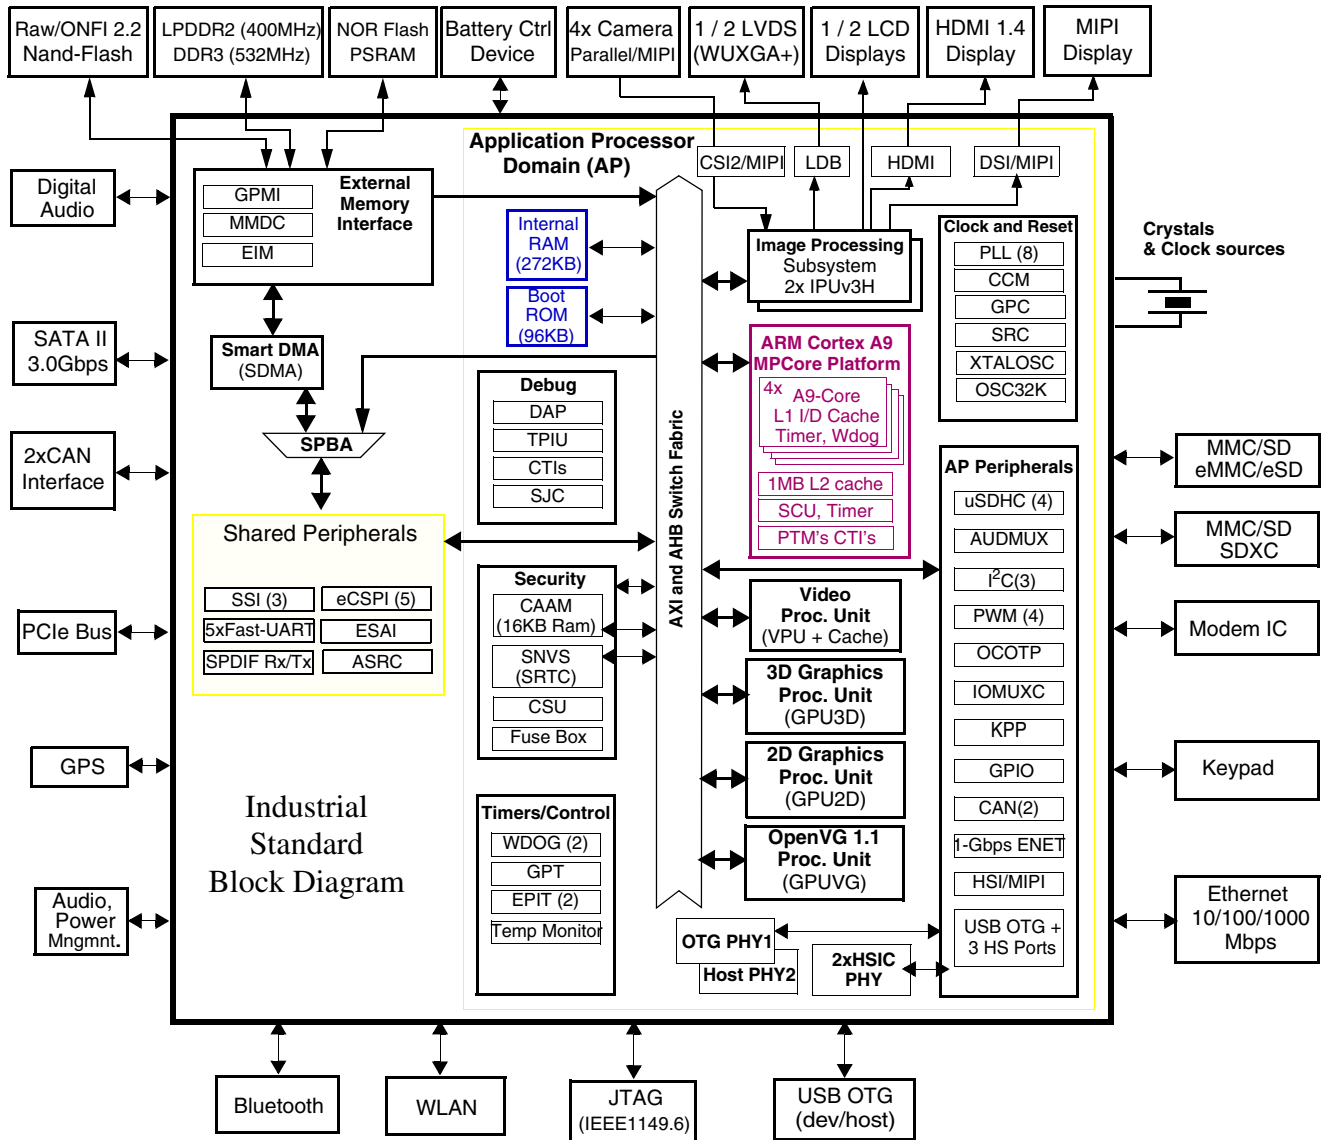 Raw/ONFI 2.2
Nand-Flash
LPDDR2 (400MHz)
DDR3 (532MHz)
NOR Flash
PSRAM
Battery Ctrl
Device
4x Camera
Parallel/MIPI
1 / 2 LVDS
(WUXGA+)
1 / 2 LCD
Displays
HDMI 1.4
Display
MIPI
Display
Application Processor
Domain (AP)
CSI2/MIPI
LDB
HDMI
DSI/MIPI
Digital
Audio
SATA II
3.0Gbps
2xCAN
Interface
PCIe Bus
GPS
Audio,
Power
Mngmnt.
External
Memory
Interface
GPMI
MMDC
EIM
Smart DMA
(SDMA)
SPBA
Shared Peripherals
SSI (3)
eCSPI (5)
5xFast-UART
ESAI
SPDIF Rx/Tx
ASRC
Industrial
Standard
Block Diagram
Internal
RAM
(272KB)
Boot
ROM
(96KB)
Debug
DAP
TPIU
CTIs
SJC
Security
CAAM
(16KB Ram)
SNVS
(SRTC)
CSU
Fuse Box
Timers/Control
WDOG (2)
GPT
EPIT (2)
Temp Monitor
AXI and AHB Switch Fabric
Image Processing
Subsystem
2x IPUv3H
ARM Cortex A9
MPCore Platform
4x
A9-Core
L1 I/D Cache
Timer, Wdog
1MB L2 cache
SCU, Timer
PTM's CTI's
Video
Proc. Unit
(VPU + Cache)
3D Graphics
Proc. Unit
(GPU3D)
2D Graphics
Proc. Unit
(GPU2D)
OpenVG 1.1
Proc. Unit
(GPUVG)
OTG PHY1
Host PHY2
2xHSIC
PHY
Clock and Reset
PLL (8)
CCM
GPC
SRC
XTALOSC
OSC32K
AP Peripherals
uSDHC (4)
AUDMUX
I2C(3)
PWM (4)
OCOTP
IOMUXC
KPP
GPIO
CAN(2)
1-Gbps ENET
HSI/MIPI
USB OTG +
3 HS Ports
Crystals
& Clock sources
MMC/SD
eMMC/eSD
MMC/SD
SDXC
Modem IC
Keypad
Ethernet
10/100/1000
Mbps
Bluetooth
WLAN
JTAG
(IEEE1149.6)
USB OTG
(dev/host)